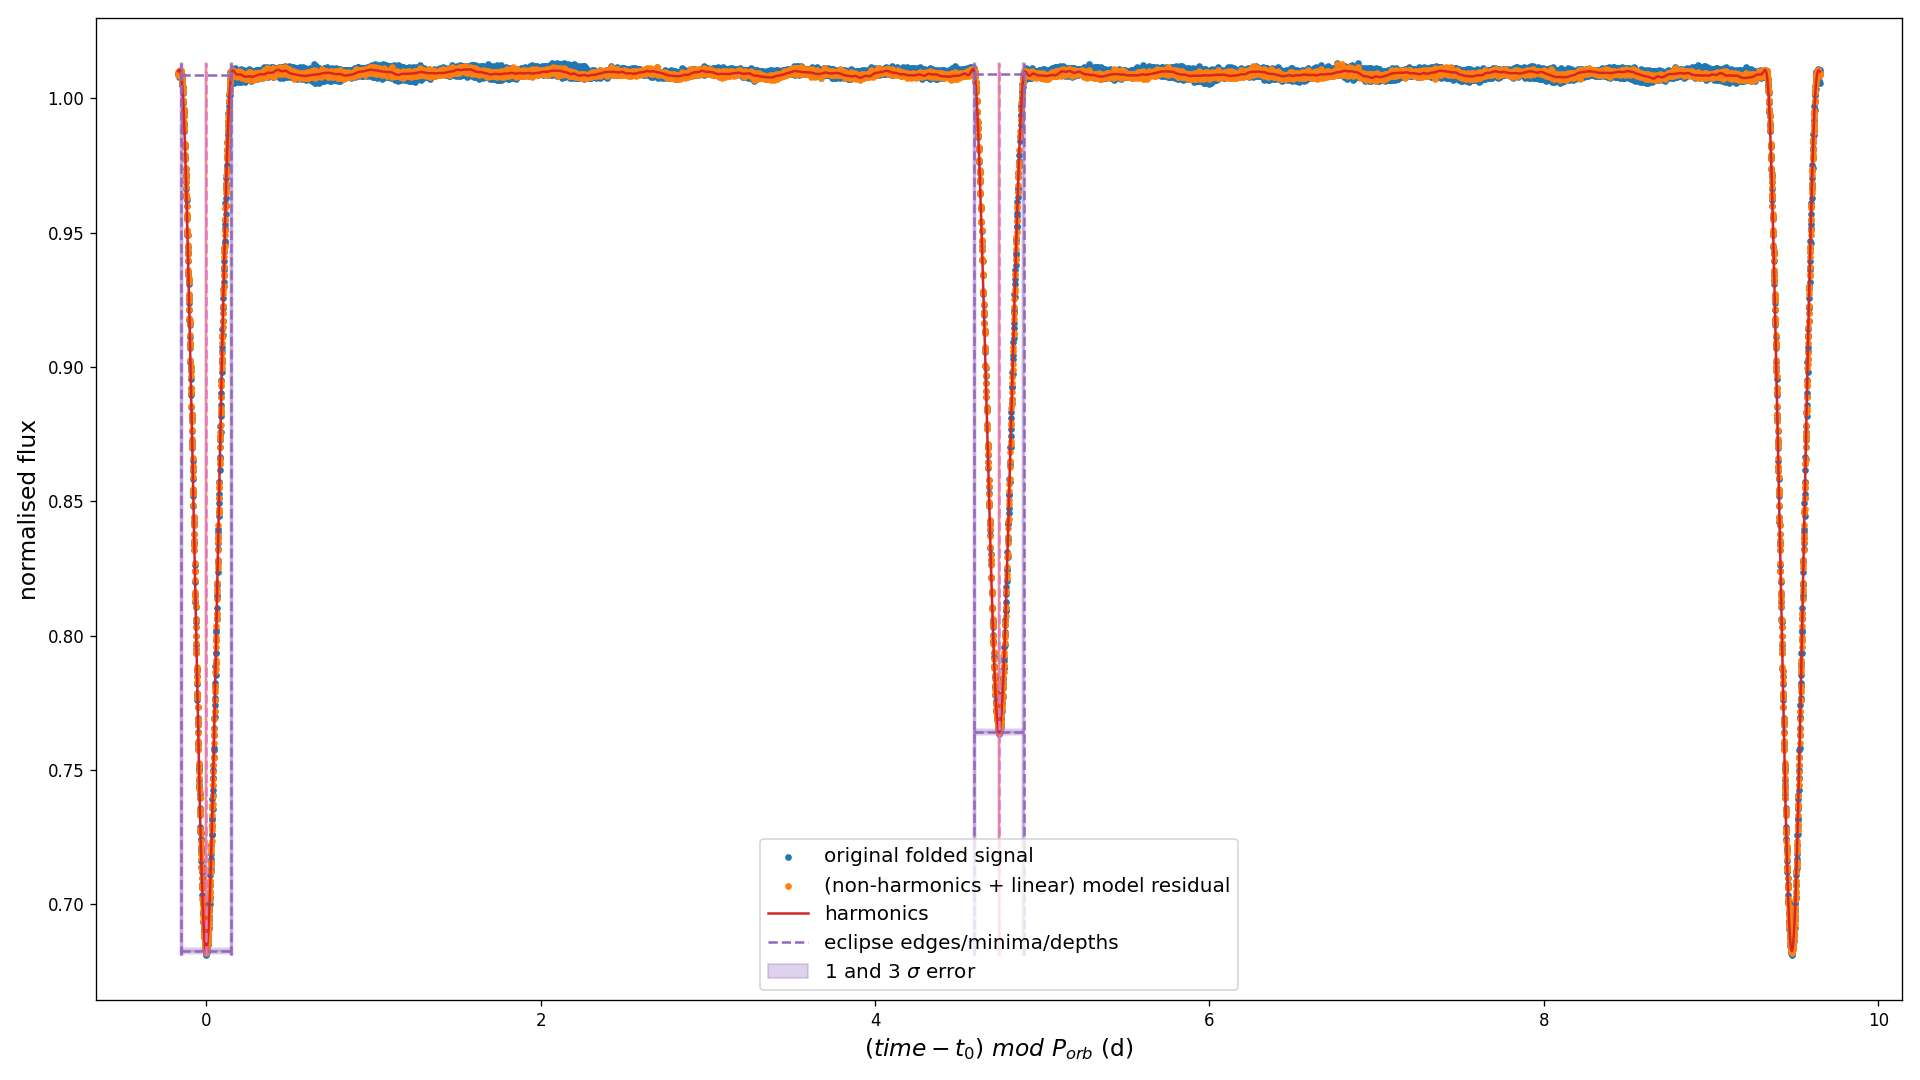 normalised flux
1.00
0.95
0.90
0.85
0.80
0.75
0.70
original folded signal
(non-harmonics + linear) model residual
harmonics
eclipse edges/minima/depths
1 and 3 σ error
0 2 4 6 8 10
(time − t₀) mod Pₒᵣb (d)